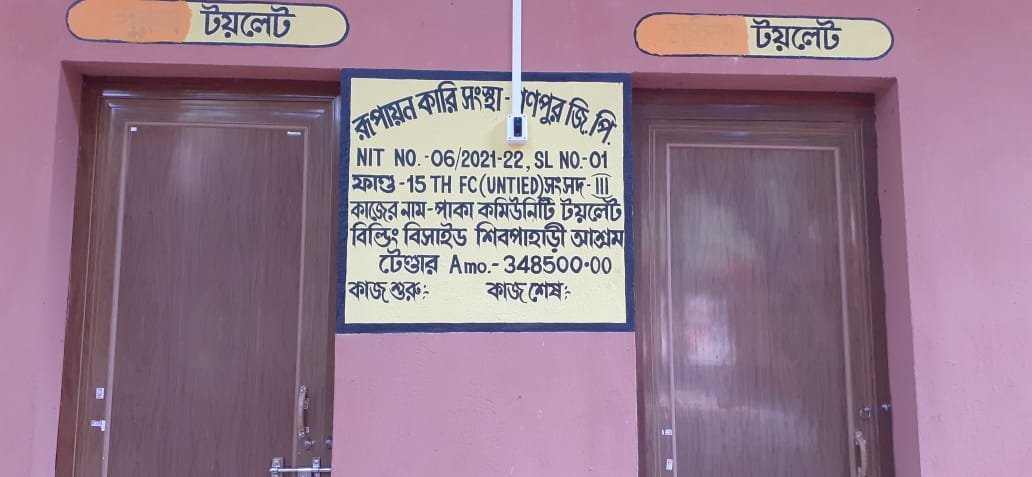 টয়লেট
টয়লেট
রূপায়ন কারি সংস্থা - গণপুর জি.পি.
NIT NO.-06/2021-22, SL NO.-01
ফাণ্ড -15 TH FC (UNTIED) সংসদ-III
কাজের নাম-পাকা কমিউনিটি টয়লেট
বিল্ডিং বিসাইড শিবপাহাড়ী আশ্রম
টেণ্ডার Amo.- 348500.00
কাজ শুরু:- কাজ শেষ:-